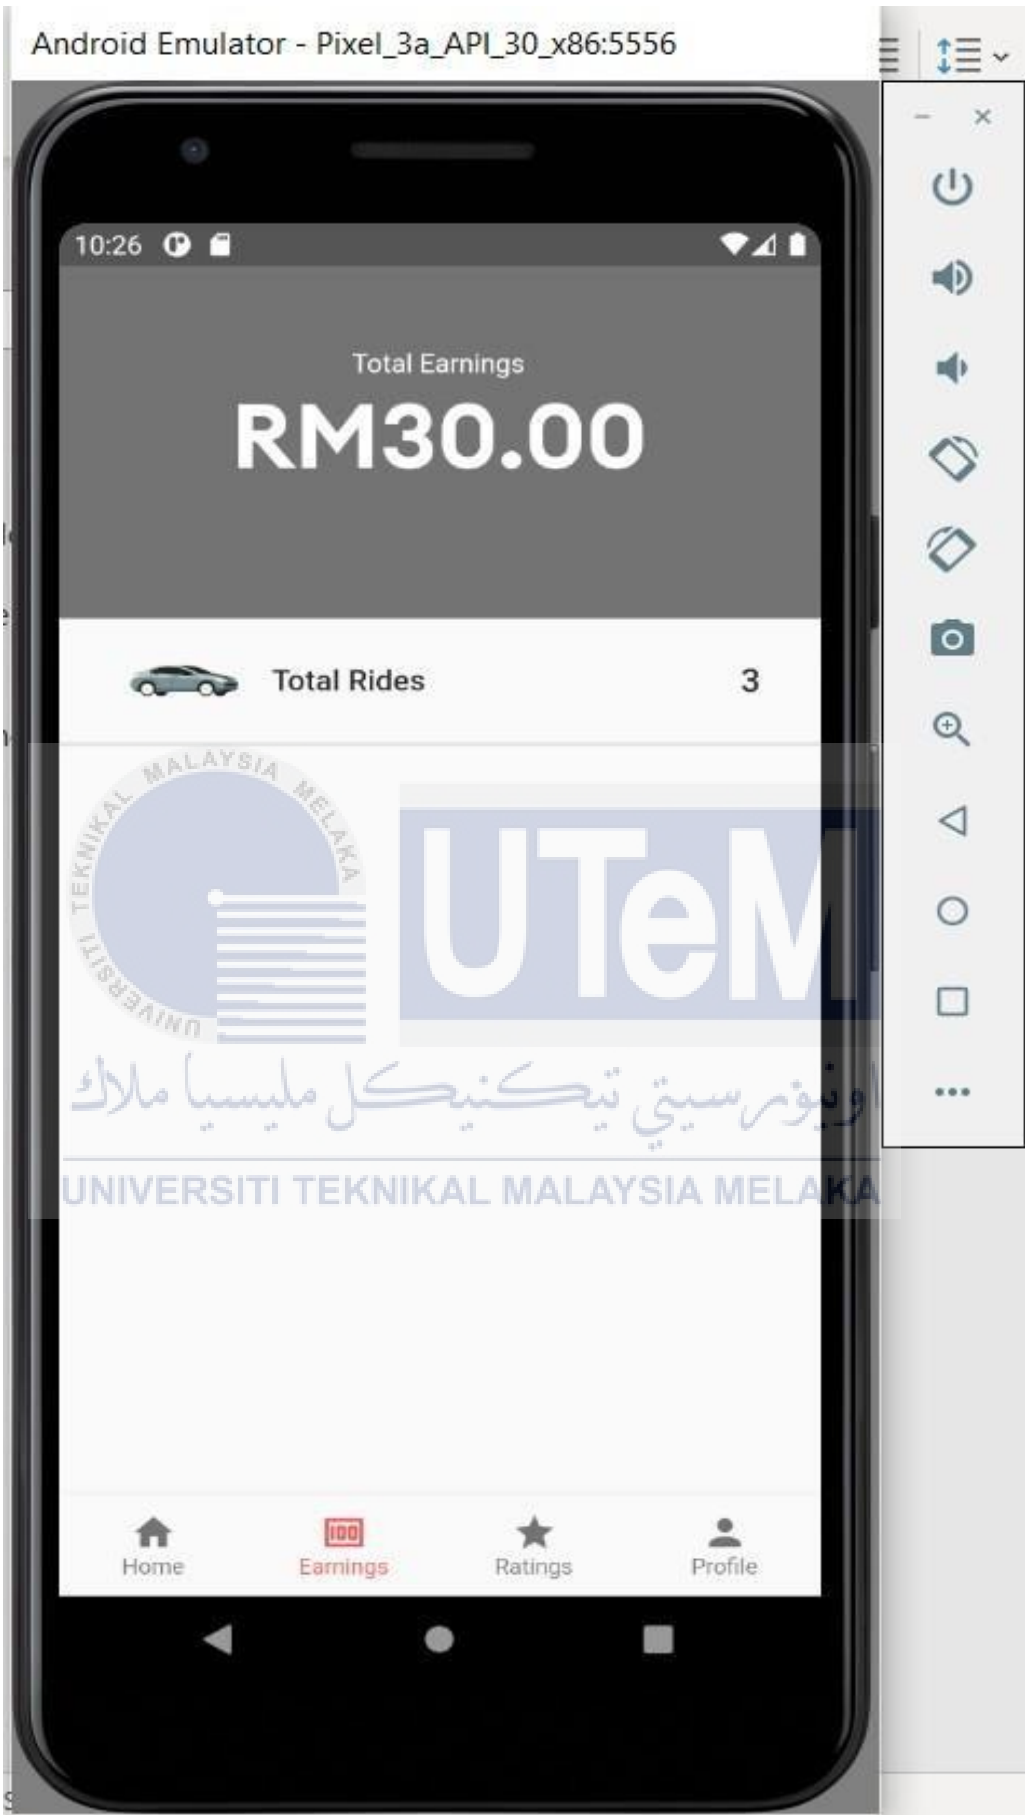 Android Emulator - Pixel_3a_API_30_x86:5556
10:26
Total Earnings
RM30.00
Total Rides 3
UNIVERSITI TEKNIKAL MALAYSIA MELAKA
UTeM
اونيۏرسيتي تيكنيكل مليسيا ملاك
UNIVERSITI TEKNIKAL MALAYSIA MELAKA
Home Earnings Ratings Profile